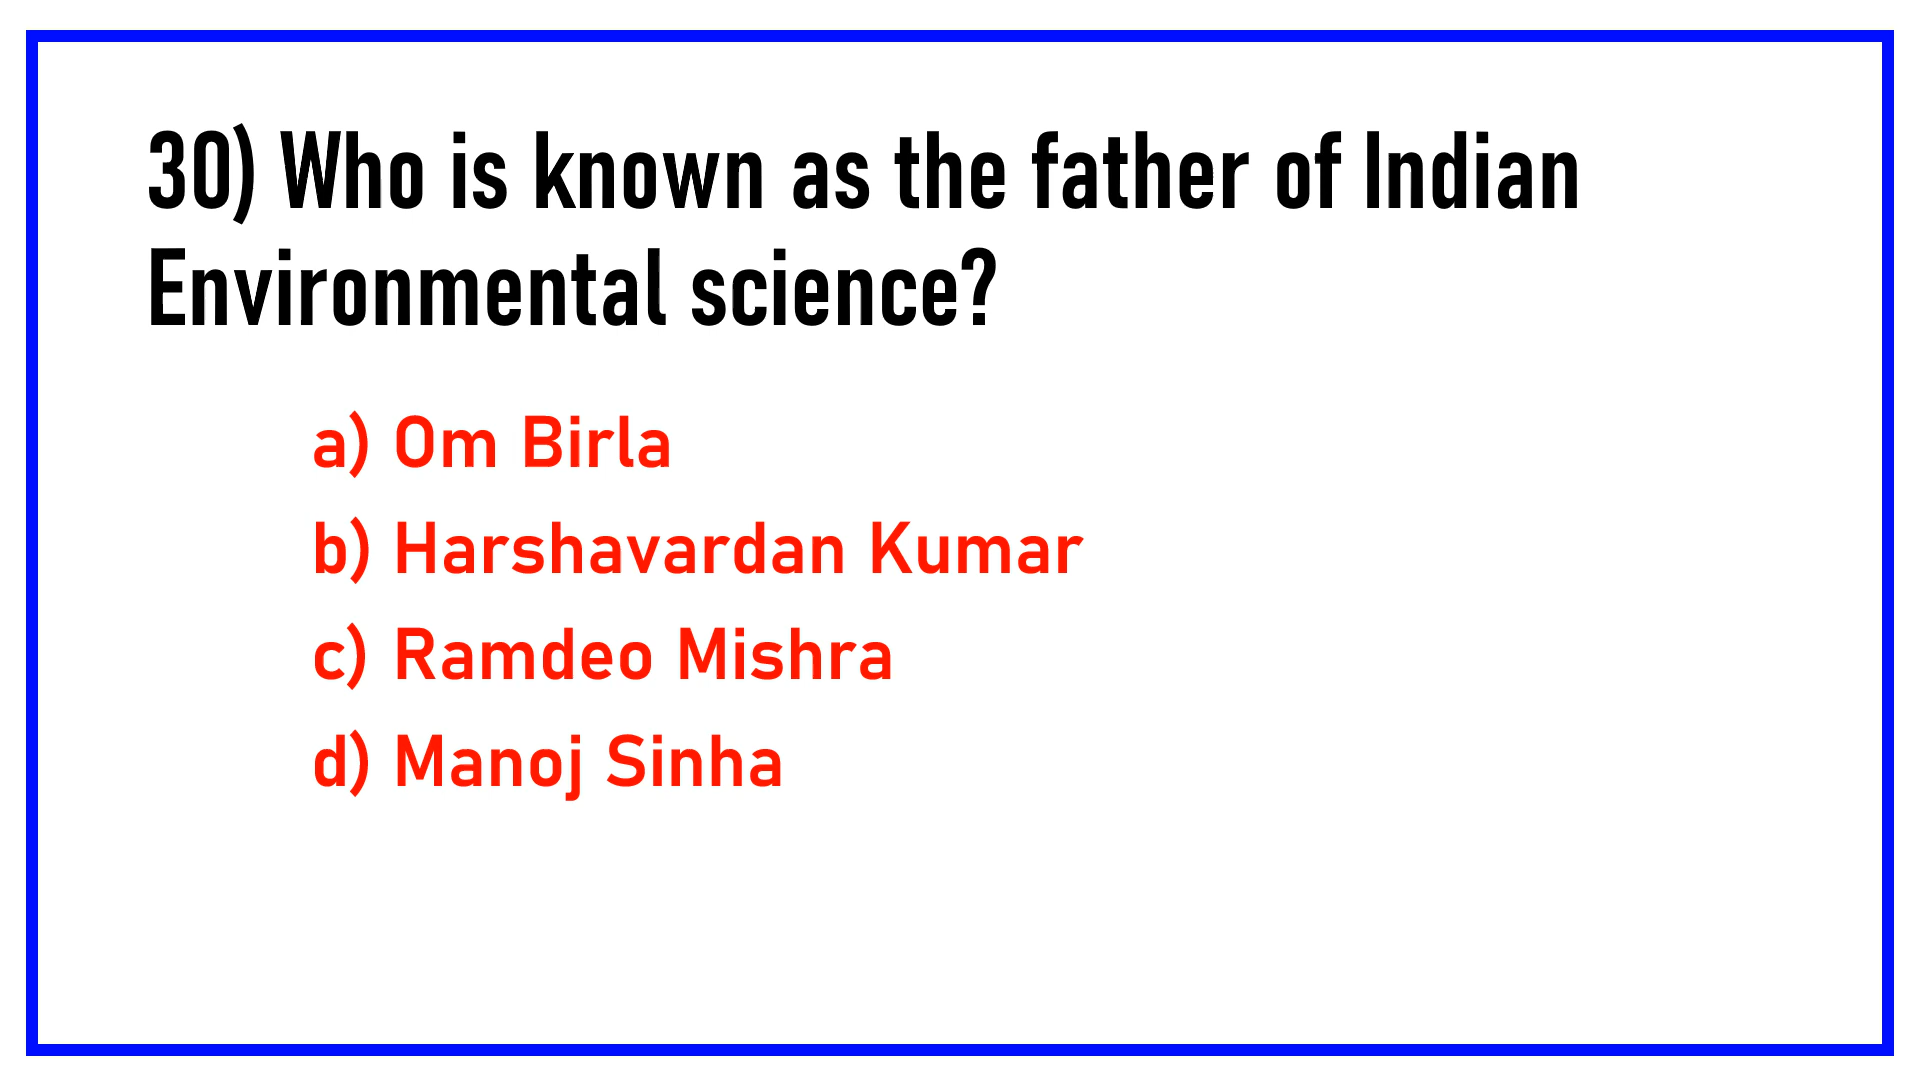 30) Who is known as the father of Indian
Environmental science?
a) Om Birla
b) Harshavardan Kumar
c) Ramdeo Mishra
d) Manoj Sinha